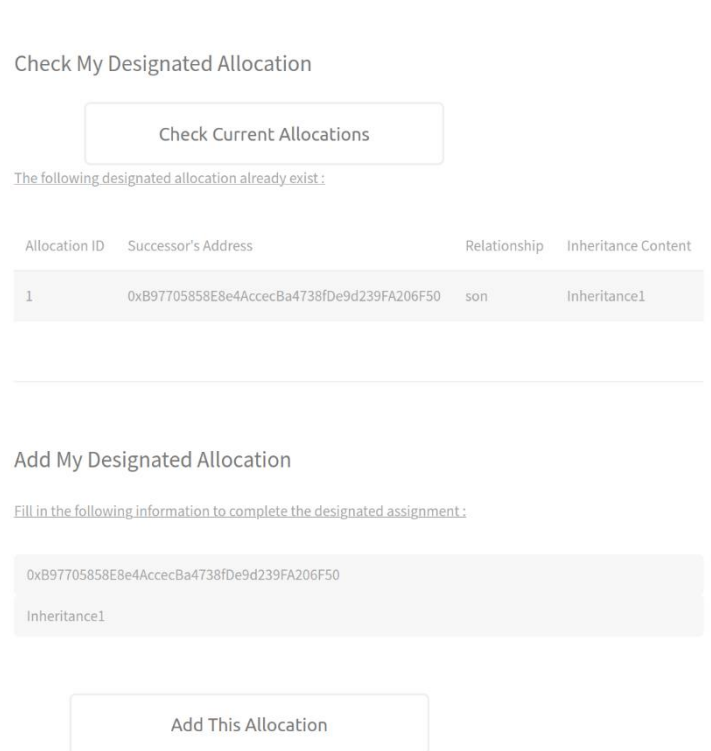 Check My Designated Allocation
Check Current Allocations
The following designated allocation already exist :
Allocation ID Successor's Address Relationship Inheritance Content
1 0xB97705858E8e4AccecBa4738fDe9d239FA206F50 son Inheritance1
Add My Designated Allocation
Fill in the following information to complete the designated assignment :
0xB97705858E8e4AccecBa4738fDe9d239FA206F50
Inheritance1
Add This Allocation